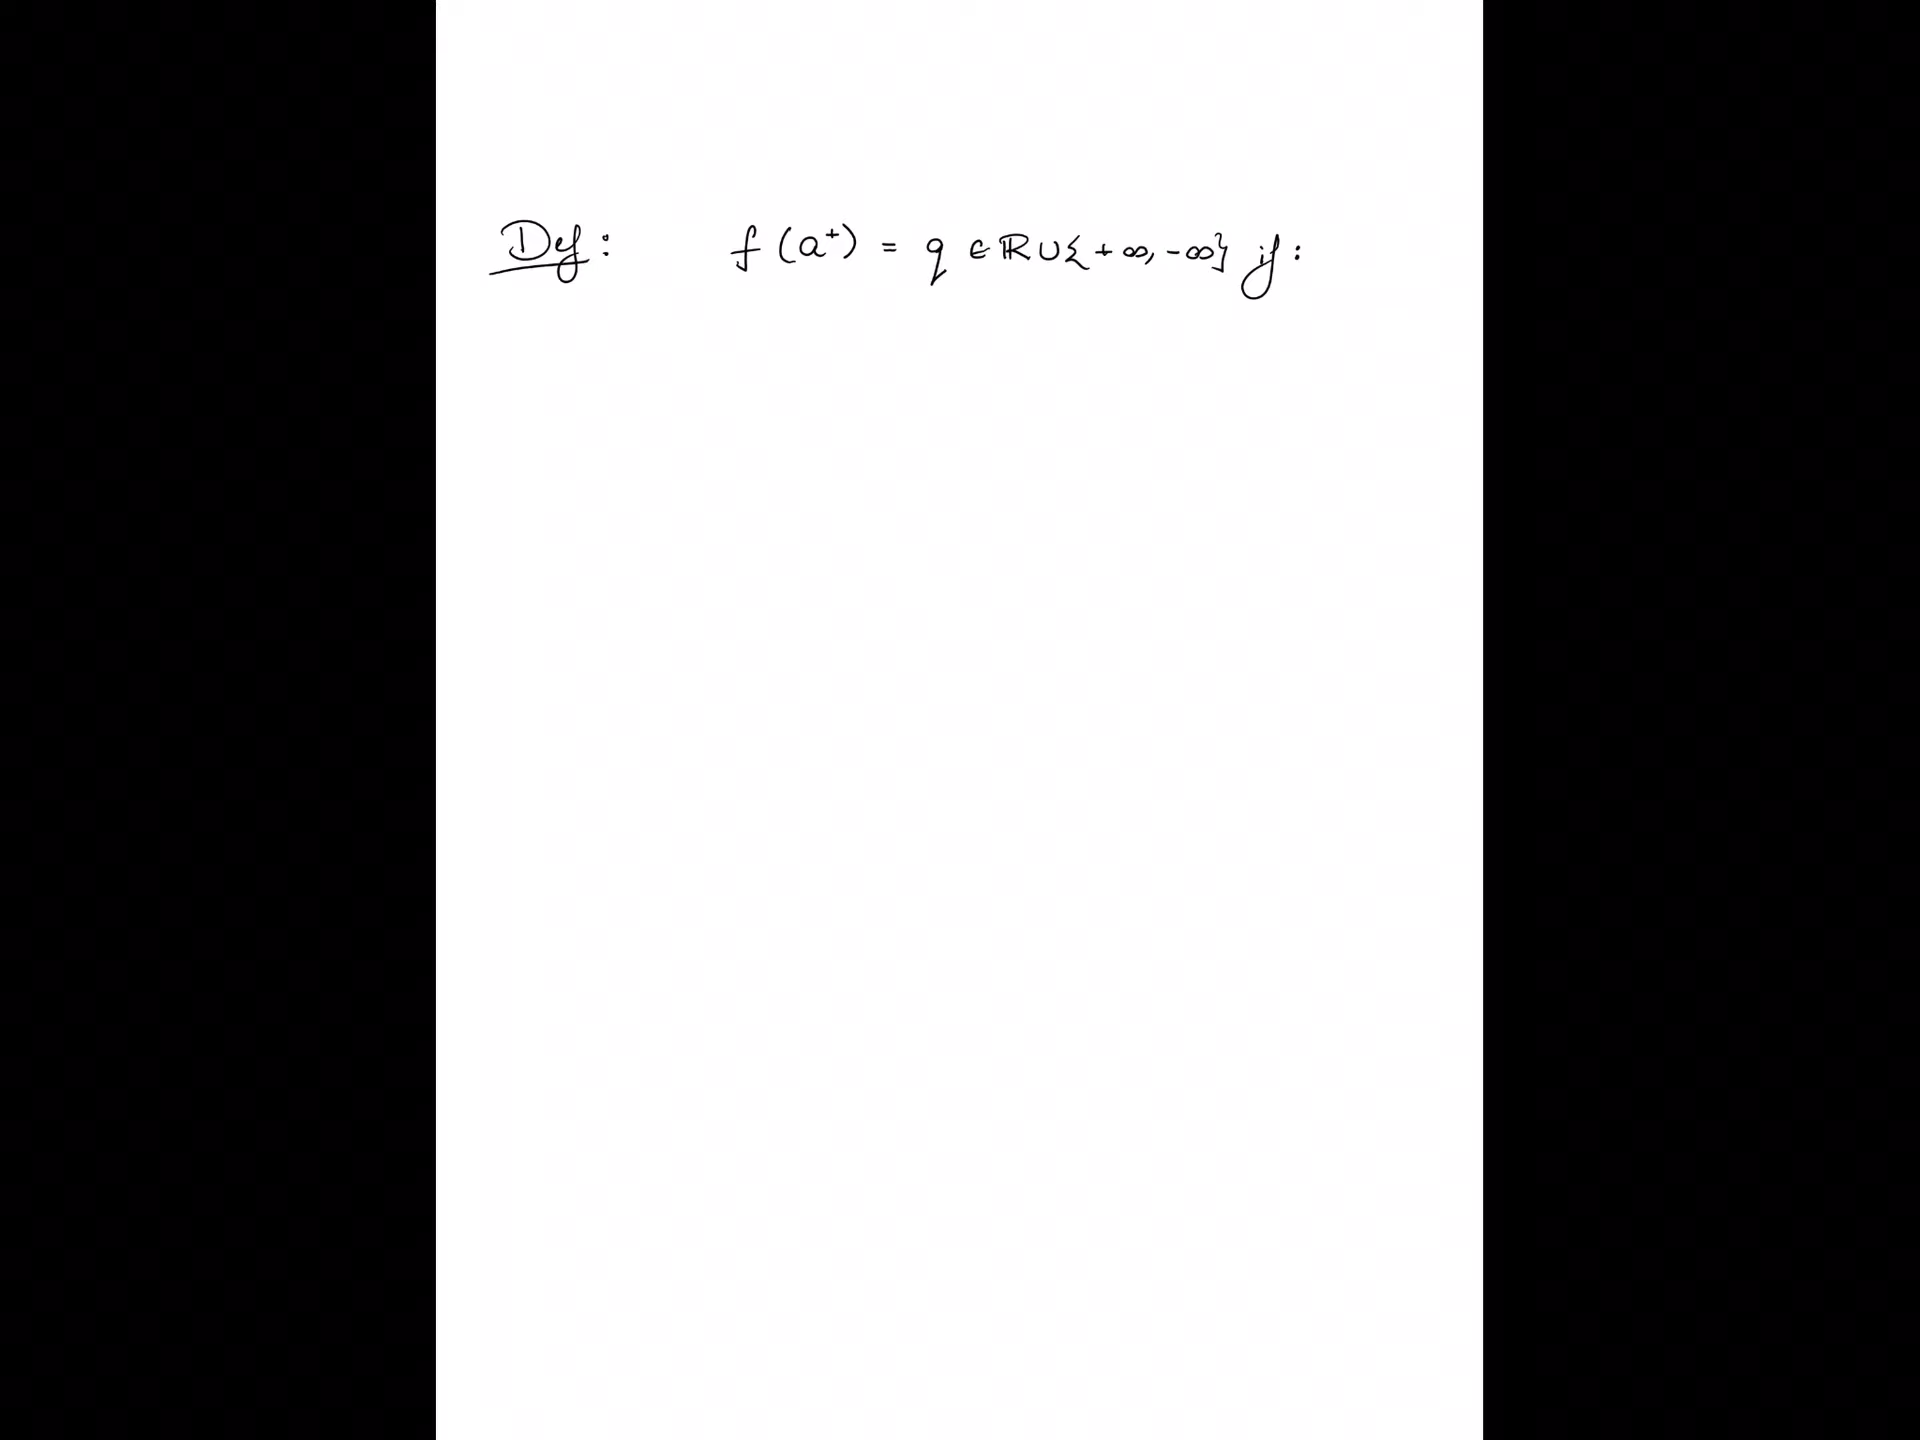 Def: f(a⁺) = q ∈ ℝ ∪ {+∞, -∞} if: